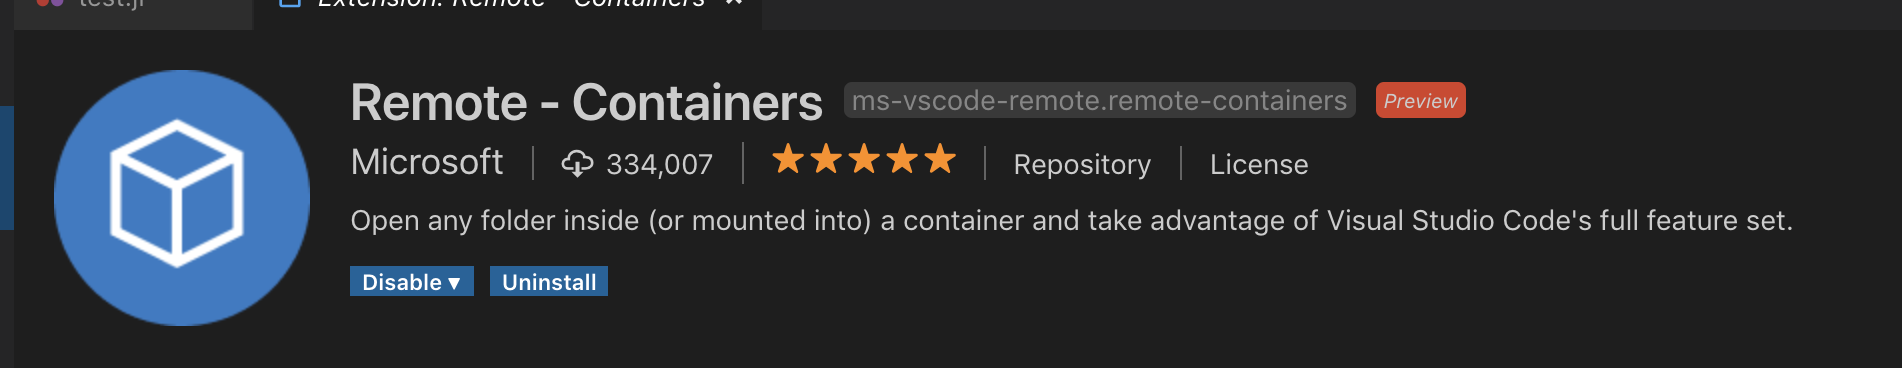 test.jl
Extension: Remote - Containers ×
Remote - Containers ms-vscode-remote.remote-containers Preview
Microsoft 334,007 Repository License
Open any folder inside (or mounted into) a container and take advantage of Visual Studio Code's full feature set.
Disable ▾ Uninstall